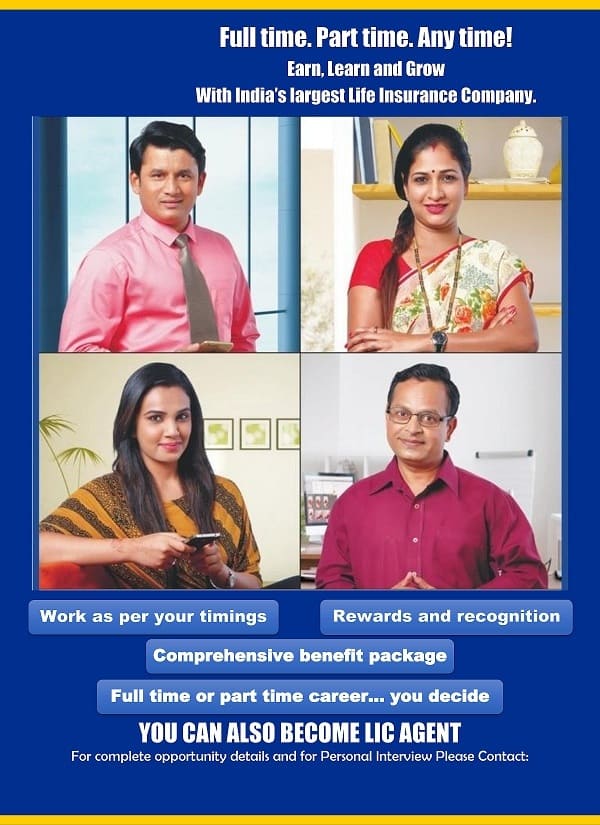 Full time. Part time. Any time!
Earn, Learn and Grow
With India's largest Life Insurance Company.
Work as per your timings
Rewards and recognition
Comprehensive benefit package
Full time or part time career... you decide
YOU CAN ALSO BECOME LIC AGENT
For complete opportunity details and for Personal Interview Please Contact: